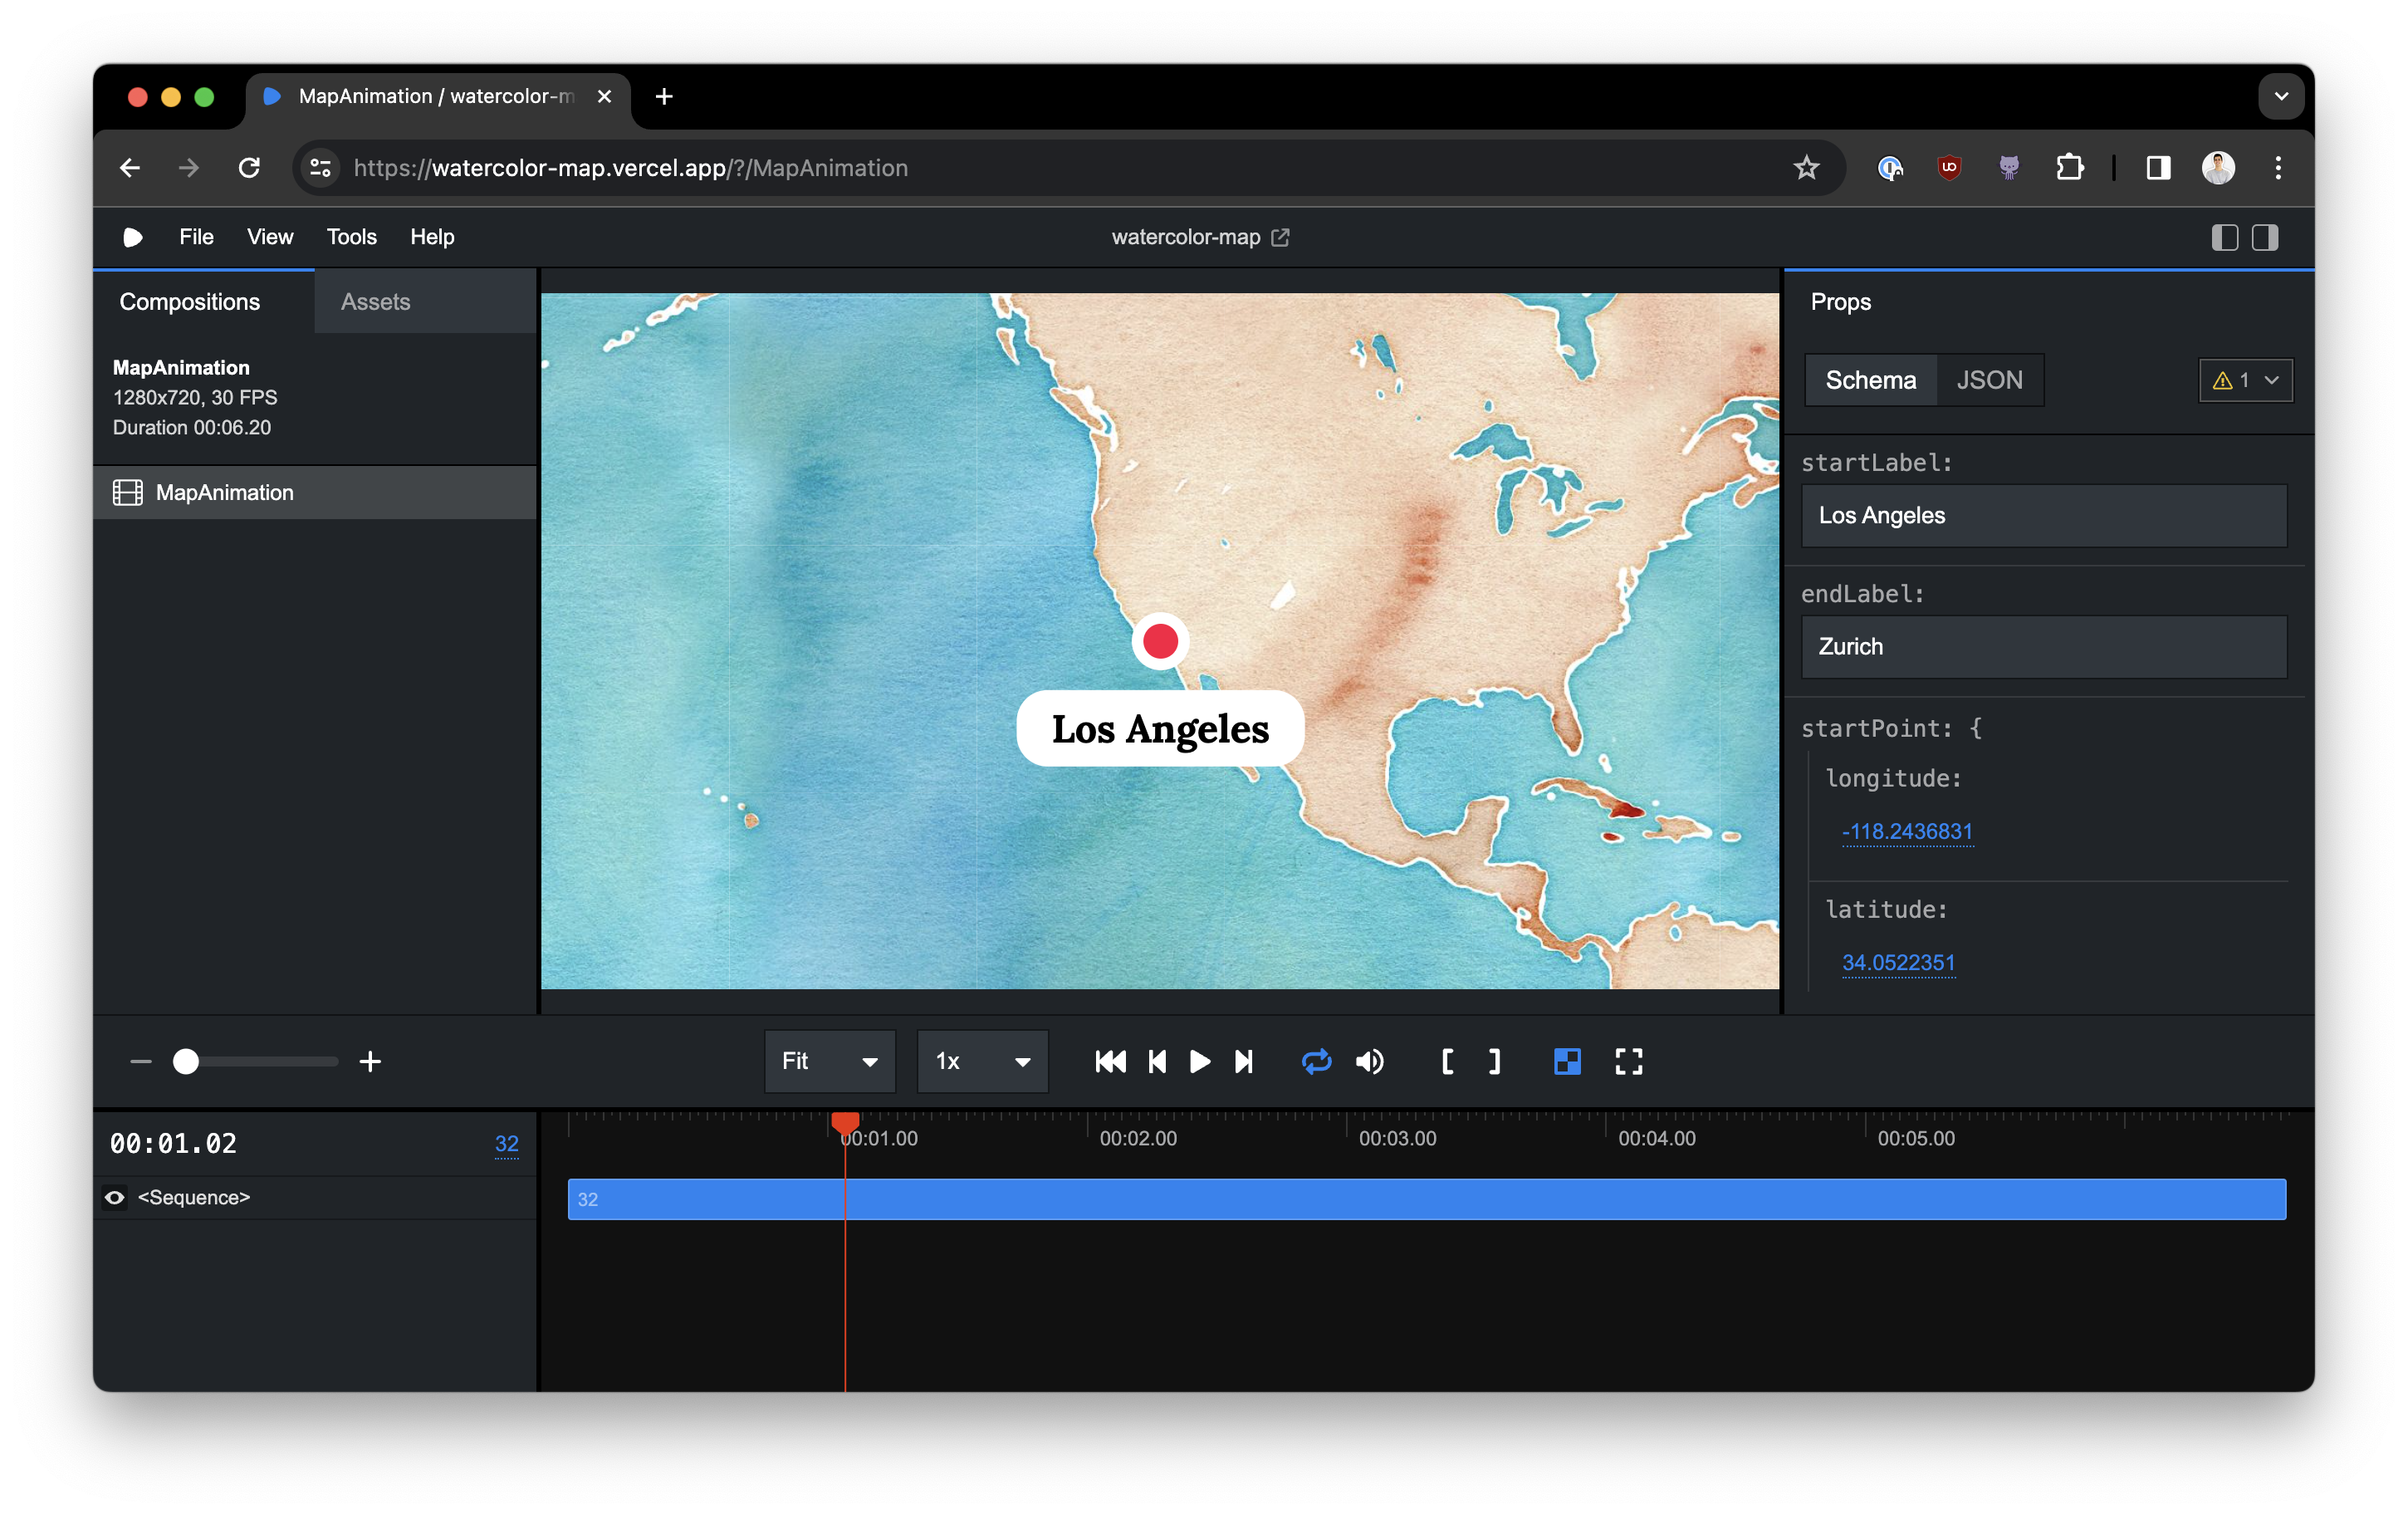 MapAnimation / watercolor-m
https://watercolor-map.vercel.app/?/MapAnimation
File View Tools Help
watercolor-map
Compositions Assets
MapAnimation
1280x720, 30 FPS
Duration 00:06.20
MapAnimation
Los Angeles
Props
Schema JSON
1
startLabel:
Los Angeles
endLabel:
Zurich
startPoint: {
longitude:
-118.2436831
latitude:
34.0522351
Fit
1x
00:01.02 32
00:01.00 00:02.00 00:03.00 00:04.00 00:05.00
<Sequence>
32